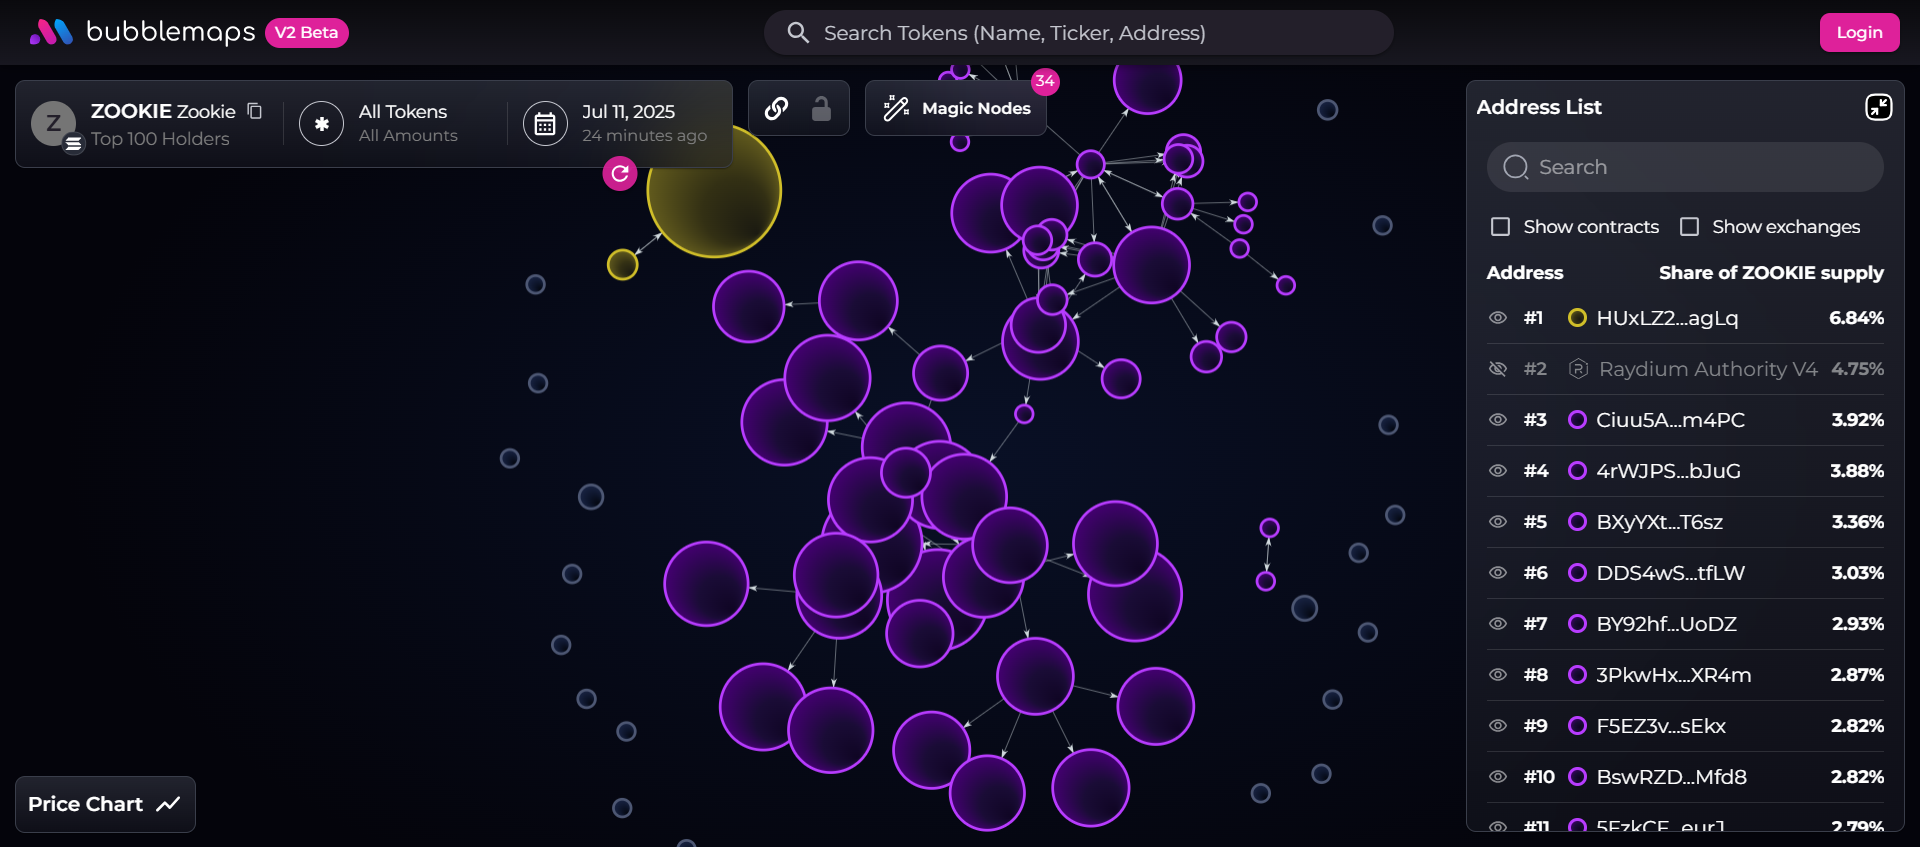 bubblemaps V2 Beta
Search Tokens (Name, Ticker, Address)
Login
Z
ZOOKIE Zookie
Top 100 Holders
All Tokens
All Amounts
Jul 11, 2025
24 minutes ago
Magic Nodes
34
Address List
Search
Show contracts
Show exchanges
Address Share of ZOOKIE supply
#1 HUxLZ2...agLq 6.84%
#2 Raydium Authority V4 4.75%
#3 Ciuu5A...m4PC 3.92%
#4 4rWJPS...bJuG 3.88%
#5 BXyYXt...T6sz 3.36%
#6 DDS4wS...tfLW 3.03%
#7 BY92hf...UoDZ 2.93%
#8 3PkwHx...XR4m 2.87%
#9 F5EZ3v...sEkx 2.82%
#10 BswRZD...Mfd8 2.82%
#11 2.79%
Price Chart